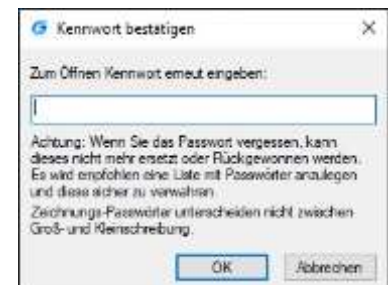 Kennwort bestätigen
Zum Öffnen Kennwort erneut eingeben:
Achtung: Wenn Sie das Passwort vergessen, kann
dieses nicht mehr ersetzt oder Rückgewonnen werden.
Es wird empfohlen eine Liste mit Passwörter anzulegen
und diese sicher zu verwahren.
Zeichnungs-Passwörter unterscheiden nicht zwischen
Groß- und Kleinschreibung.
OK Abbrechen